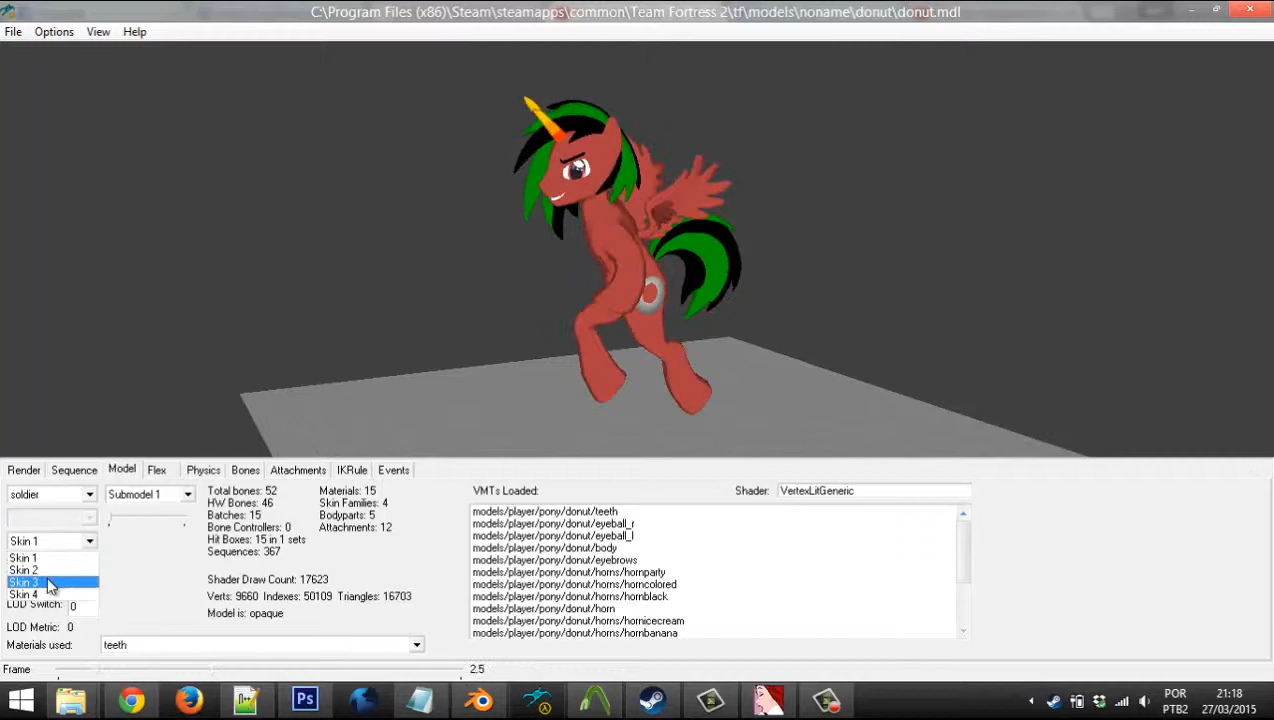 C:\Program Files (x86)\Steam\steamapps\common\Team Fortress 2\tf\models\noname\donut\donut.mdl
File Options View Help
Render Sequence Model Flex Physics Bones Attachments IKRule Events
soldier
Submodel 1
Skin 1
Skin 1
Skin 2
Skin 3
Skin 4
LOD Switch: 0
LOD Metric: 0
Materials used: teeth
Total bones: 52
HW Bones: 46
Batches: 15
Bone Controllers: 0
Hit Boxes: 15 in 1 sets
Sequences: 367
Materials: 15
Skin Families: 4
Bodyparts: 5
Attachments: 12
Shader Draw Count: 17623
Verts: 9660 Indexes: 50109 Triangles: 16703
Model is: opaque
VMTs Loaded:
Shader: VertexLitGeneric
models/player/pony/donut/teeth
models/player/pony/donut/eyeball_r
models/player/pony/donut/eyeball_l
models/player/pony/donut/body
models/player/pony/donut/eyebrows
models/player/pony/donut/horns/hornparty
models/player/pony/donut/horns/horncolored
models/player/pony/donut/horns/hornblack
models/player/pony/donut/horn
models/player/pony/donut/horns/hornicecream
models/player/pony/donut/horns/hornbanana
Frame 2.5
Ps
POR
PTB2
21:18
27/03/2015